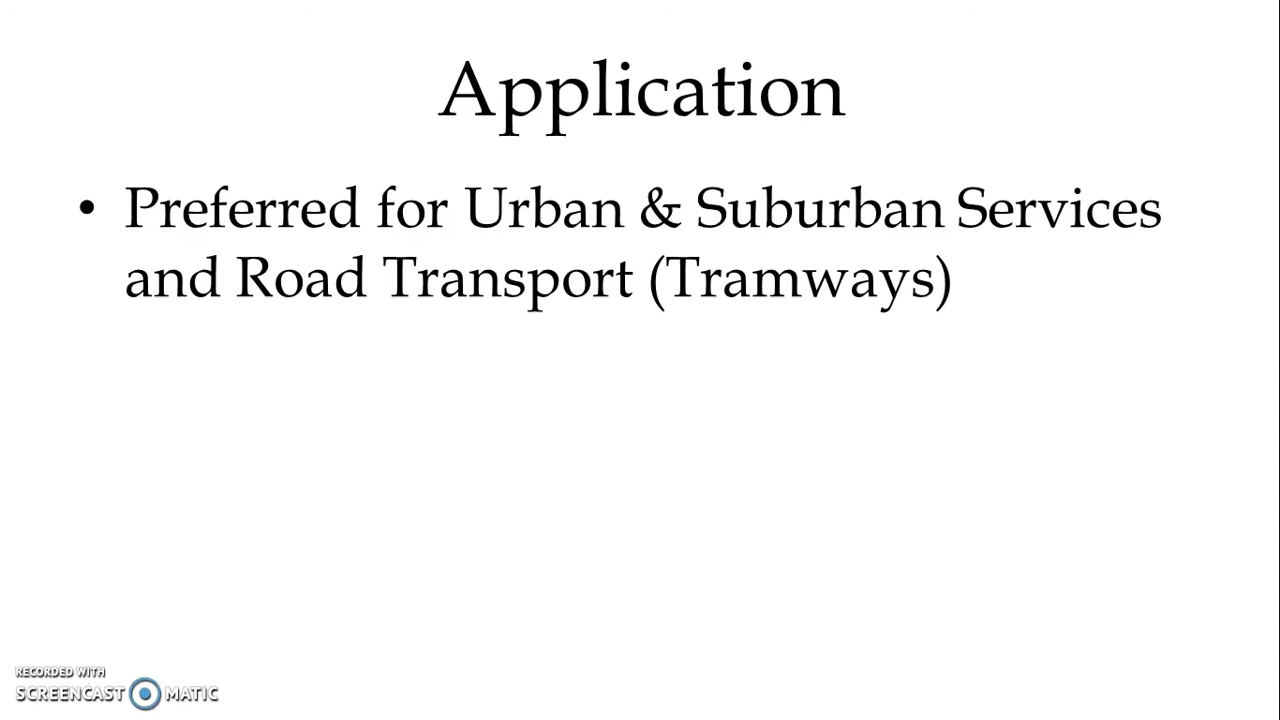 Application
• Preferred for Urban & Suburban Services
and Road Transport (Tramways)
RECORDED WITH
SCREENCAST MATIC